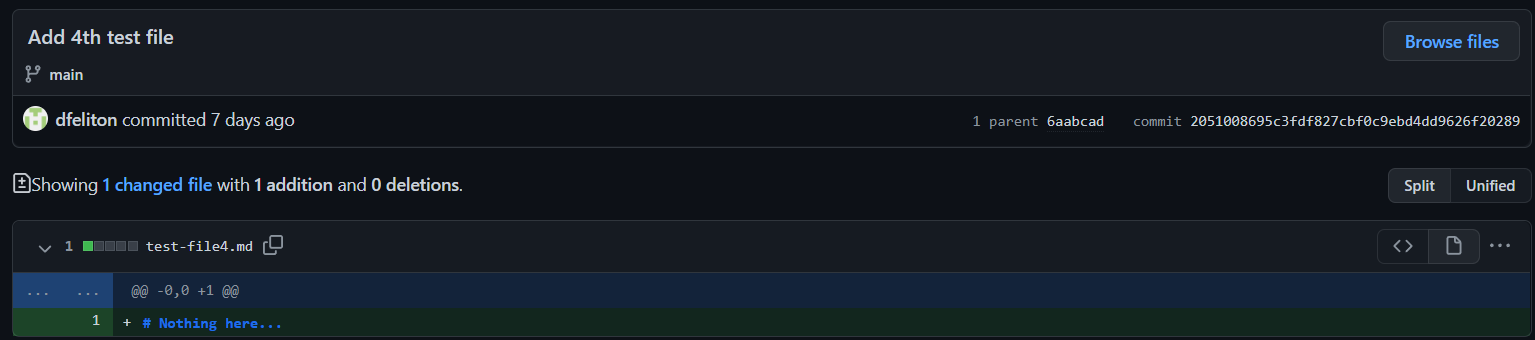 Add 4th test file
Browse files
main
dfeliton committed 7 days ago
1 parent 6aabcad commit 2051008695c3fdf827cbf0c9ebd4dd9626f20289
Showing 1 changed file with 1 addition and 0 deletions.
Split Unified
1 test-file4.md
... ... @@ -0,0 +1 @@
1 + # Nothing here...